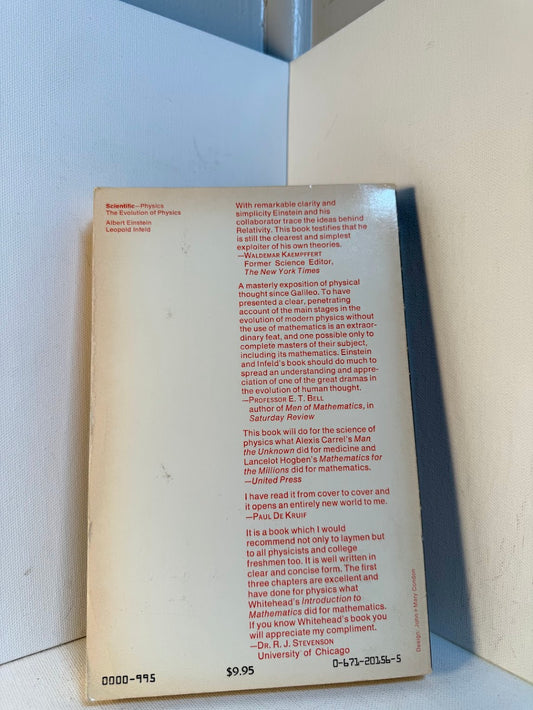 Scientific—Physics
The Evolution of Physics
Albert Einstein
Leopold Infeld
With remarkable clarity and
simplicity Einstein and his
collaborator trace the ideas behind
Relativity. This book testifies that he
is still the clearest and simplest
exploiter of his own theories.
—WALDEMAR KAEMPFFERT
Former Science Editor,
The New York Times
A masterly exposition of physical
thought since Galileo. To have
presented a clear, penetrating
account of the main stages in the
evolution of modern physics without
the use of mathematics is an extraor-
dinary feat, and one possible only to
complete masters of their subject,
including its mathematics. Einstein
and Infeld's book should do much to
spread an understanding and appre-
ciation of one of the great dramas in
the evolution of human thought.
—PROFESSOR E. T. BELL
author of Men of Mathematics, in
Saturday Review
This book will do for the science of
physics what Alexis Carrel's Man
the Unknown did for medicine and
Lancelot Hogben's Mathematics for
the Millions did for mathematics.
—United Press
I have read it from cover to cover and
it opens an entirely new world to me.
—PAUL DE KRUIF
It is a book which I would
recommend not only to laymen but
to all physicists and college
freshmen too. It is well written in
clear and concise form. The first
three chapters are excellent and
have done for physics what
Whitehead's Introduction to
Mathematics did for mathematics.
If you know Whitehead's book you
will appreciate my compliment.
—DR. R. J. STEVENSON
University of Chicago
Design: John + Mary Condon
0000-995
$9.95
0-671-20156-5